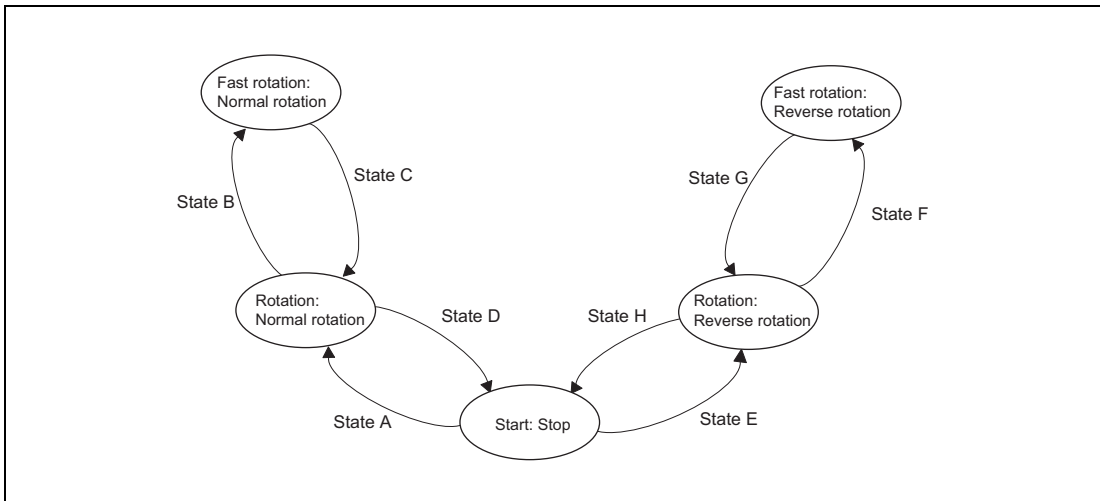 Fast rotation:
Normal rotation
Fast rotation:
Reverse rotation
State C
State G
State B
State F
Rotation:
Normal rotation
Rotation:
Reverse rotation
State D
State H
State A
Start: Stop
State E